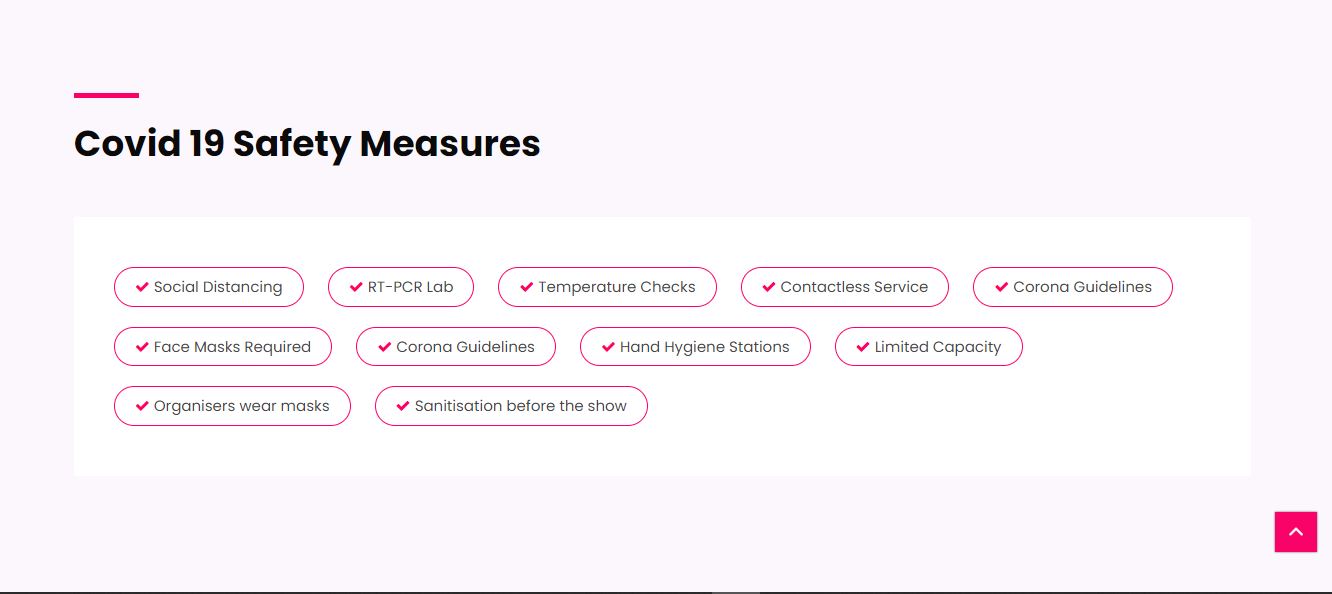 Covid 19 Safety Measures
Social Distancing RT-PCR Lab Temperature Checks Contactless Service Corona Guidelines
Face Masks Required Corona Guidelines Hand Hygiene Stations Limited Capacity
Organisers wear masks Sanitisation before the show